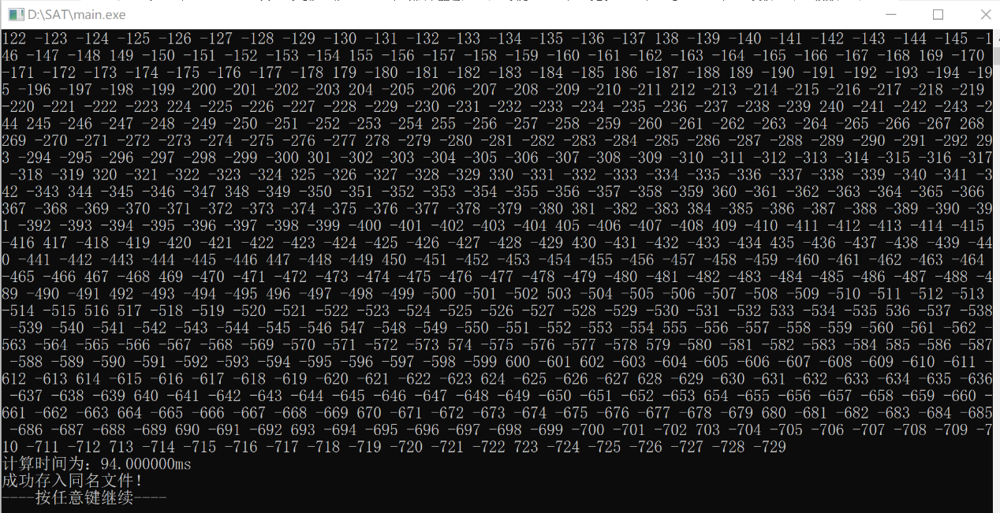 D:\SAT\main.exe
122 -123 -124 -125 -126 -127 -128 -129 -130 -131 -132 -133 -134 -135 -136 -137 138 -139 -140 -141 -142 -143 -144 -145 -1
46 -147 -148 149 -150 -151 -152 -153 -154 155 -156 -157 -158 -159 -160 -161 -162 -163 -164 -165 -166 -167 -168 169 -170
-171 -172 -173 -174 -175 -176 -177 -178 179 -180 -181 -182 -183 -184 -185 186 -187 -188 189 -190 -191 -192 -193 -194 -19
5 -196 -197 -198 -199 -200 -201 -202 -203 204 -205 -206 -207 -208 -209 -210 -211 212 -213 -214 -215 -216 -217 -218 -219
-220 -221 -222 -223 224 -225 -226 -227 -228 -229 -230 -231 -232 -233 -234 -235 -236 -237 -238 -239 240 -241 -242 -243 -2
44 245 -246 -247 -248 -249 -250 -251 -252 -253 -254 255 -256 -257 -258 -259 -260 -261 -262 -263 -264 -265 -266 -267 268
269 -270 -271 -272 -273 -274 -275 -276 -277 278 -279 -280 -281 -282 -283 -284 -285 -286 -287 -288 -289 -290 -291 -292 29
3 -294 -295 -296 -297 -298 -299 -300 301 -302 -303 -304 -305 -306 -307 -308 -309 -310 -311 -312 -313 -314 -315 -316 -317
-318 -319 320 -321 -322 -323 -324 325 -326 -327 -328 -329 330 -331 -332 -333 -334 -335 -336 -337 -338 -339 -340 -341 -3
42 -343 344 -345 -346 -347 348 -349 -350 -351 -352 -353 -354 -355 -356 -357 -358 -359 360 -361 -362 -363 -364 -365 -366
367 -368 -369 -370 -371 -372 -373 -374 -375 -376 -377 -378 -379 -380 381 -382 -383 384 -385 -386 -387 -388 -389 -390 -39
1 -392 -393 -394 -395 -396 -397 -398 -399 -400 -401 -402 -403 -404 405 -406 -407 -408 409 -410 -411 -412 -413 -414 -415
-416 417 -418 -419 -420 -421 -422 -423 -424 -425 -426 -427 -428 -429 430 -431 -432 -433 -434 435 -436 -437 -438 -439 -44
0 -441 -442 -443 -444 -445 -446 447 -448 -449 450 -451 -452 -453 -454 -455 -456 -457 -458 -459 -460 -461 -462 -463 -464
-465 -466 467 -468 469 -470 -471 -472 -473 -474 -475 -476 -477 -478 -479 -480 -481 -482 -483 -484 -485 -486 -487 -488 -4
89 -490 -491 492 -493 -494 -495 496 -497 -498 -499 -500 -501 -502 503 -504 -505 -506 -507 -508 -509 -510 -511 -512 -513
-514 -515 516 517 -518 -519 -520 -521 -522 -523 -524 -525 -526 -527 -528 -529 -530 -531 -532 533 -534 -535 536 -537 -538
-539 -540 -541 -542 -543 -544 -545 -546 547 -548 -549 -550 -551 -552 -553 -554 555 -556 -557 -558 -559 -560 -561 -562 -
563 -564 -565 -566 -567 -568 -569 -570 -571 -572 -573 574 -575 -576 -577 -578 579 -580 -581 -582 -583 -584 585 -586 -587
-588 -589 -590 -591 -592 -593 -594 -595 -596 -597 -598 -599 600 -601 602 -603 -604 -605 -606 -607 -608 -609 -610 -611 -
612 -613 614 -615 -616 -617 -618 -619 -620 -621 -622 -623 624 -625 -626 -627 628 -629 -630 -631 -632 -633 -634 -635 -636
-637 -638 -639 640 -641 -642 -643 -644 -645 -646 -647 -648 -649 -650 -651 -652 -653 654 -655 -656 -657 -658 -659 -660 -
661 -662 -663 664 -665 -666 -667 -668 -669 670 -671 -672 -673 -674 -675 -676 -677 -678 -679 680 -681 -682 -683 -684 -685
-686 -687 -688 -689 690 -691 -692 693 -694 -695 -696 -697 -698 -699 -700 -701 -702 703 -704 -705 -706 -707 -708 -709 -7
10 -711 -712 713 -714 -715 -716 -717 -718 -719 -720 -721 -722 723 -724 -725 -726 -727 -728 -729
计算时间为: 94.000000ms
成功存入同名文件!
----按任意键继续----